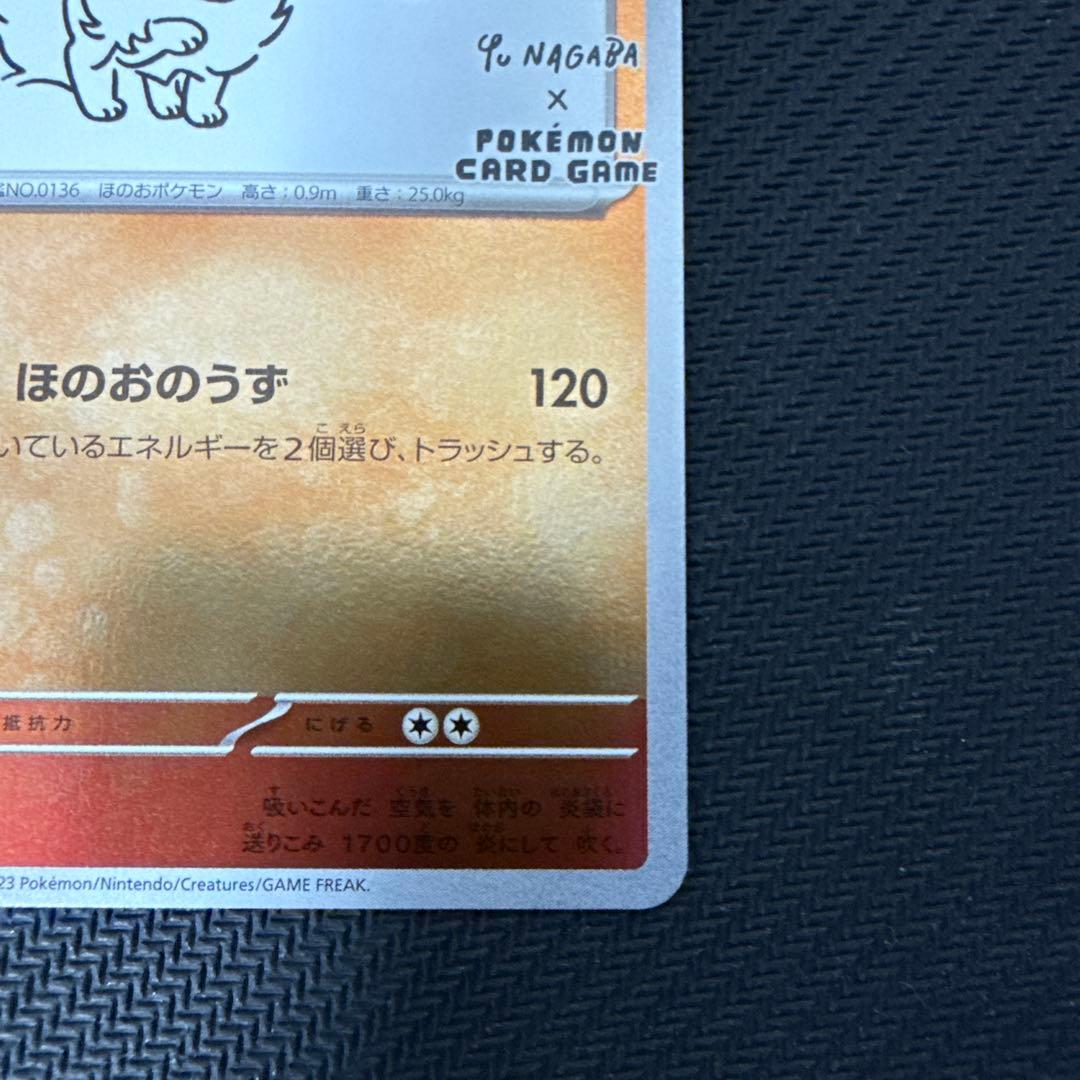 Yu NAGABA
×
POKÉMON
CARD GAME
NO.0136 ほのおポケモン 高さ：0.9m 重さ：25.0kg
ほのおのうず 120
いているエネルギーを2個選び、トラッシュする。
抵抗力 にげる
吸いこんだ 空気を 体内の 炎袋に
送りこみ 1700度の 炎にして 吹く。
23 Pokémon/Nintendo/Creatures/GAME FREAK.